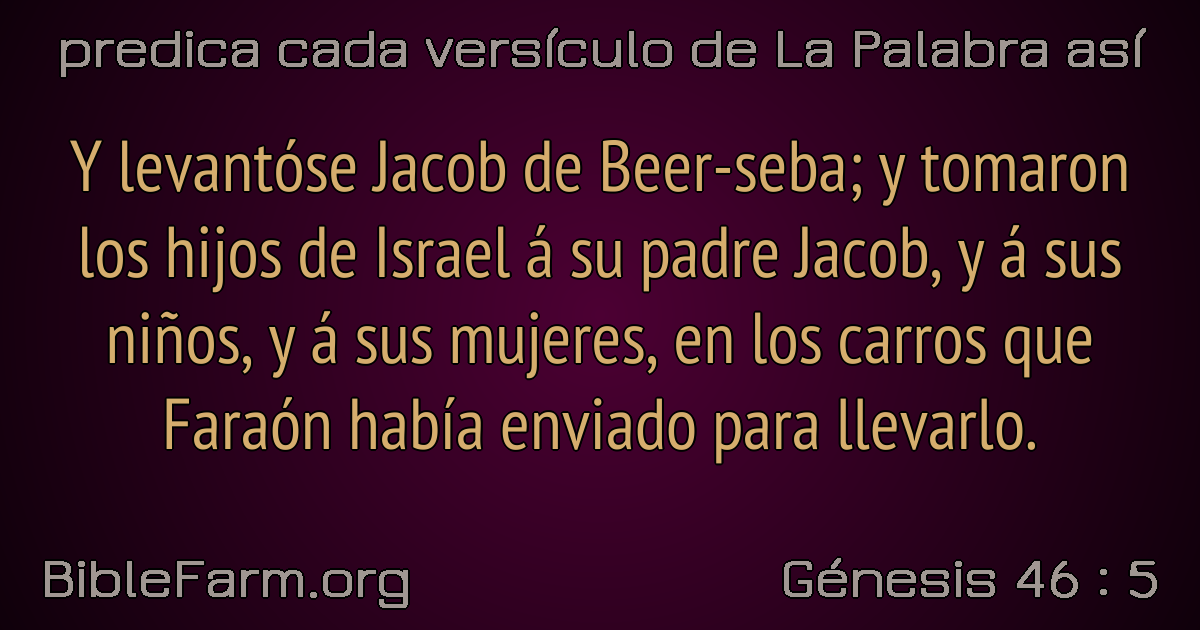 predica cada versículo de La Palabra así
Y levantóse Jacob de Beer-seba; y tomaron
los hijos de Israel á su padre Jacob, y á sus
niños, y á sus mujeres, en los carros que
Faraón había enviado para llevarlo.
BibleFarm.org
Génesis 46 : 5